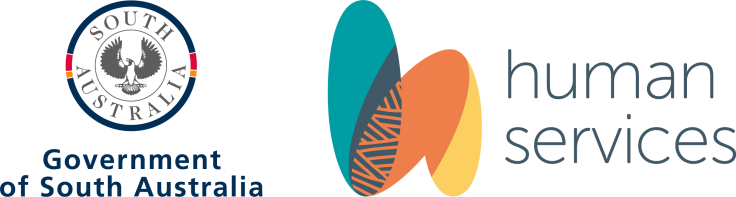 SOUTH
AUSTRALIA
Government
of South Australia
human
services